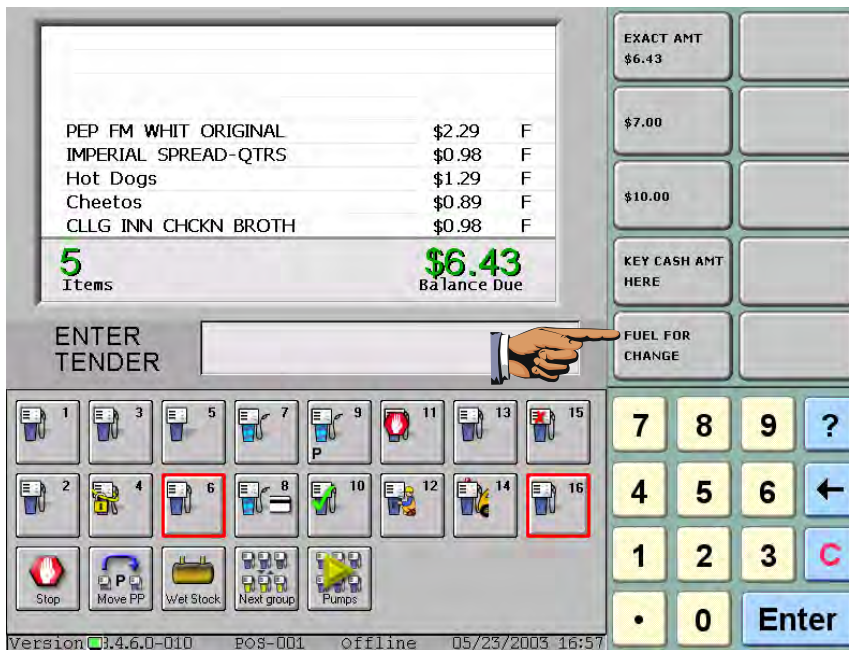 PEP FM WHIT ORIGINAL $2.29 F
IMPERIAL SPREAD-QTRS $0.98 F
Hot Dogs $1.29 F
Cheetos $0.89 F
CLLG INN CHCKN BROTH $0.98 F
5 $6.43
Items Balance Due
ENTER
TENDER
EXACT AMT
$6.43
$7.00
$10.00
KEY CASH AMT
HERE
FUEL FOR
CHANGE
1 3 5 7 9 11 13 15
P
2 4 6 8 10 12 14 16
P
Stop Move PP Wet Stock Next group Pumps
7 8 9 ?
4 5 6 ←
1 2 3 C
• 0 Enter
Version 3.4.6.0-010 POS-001 Offline 05/23/2003 16:57